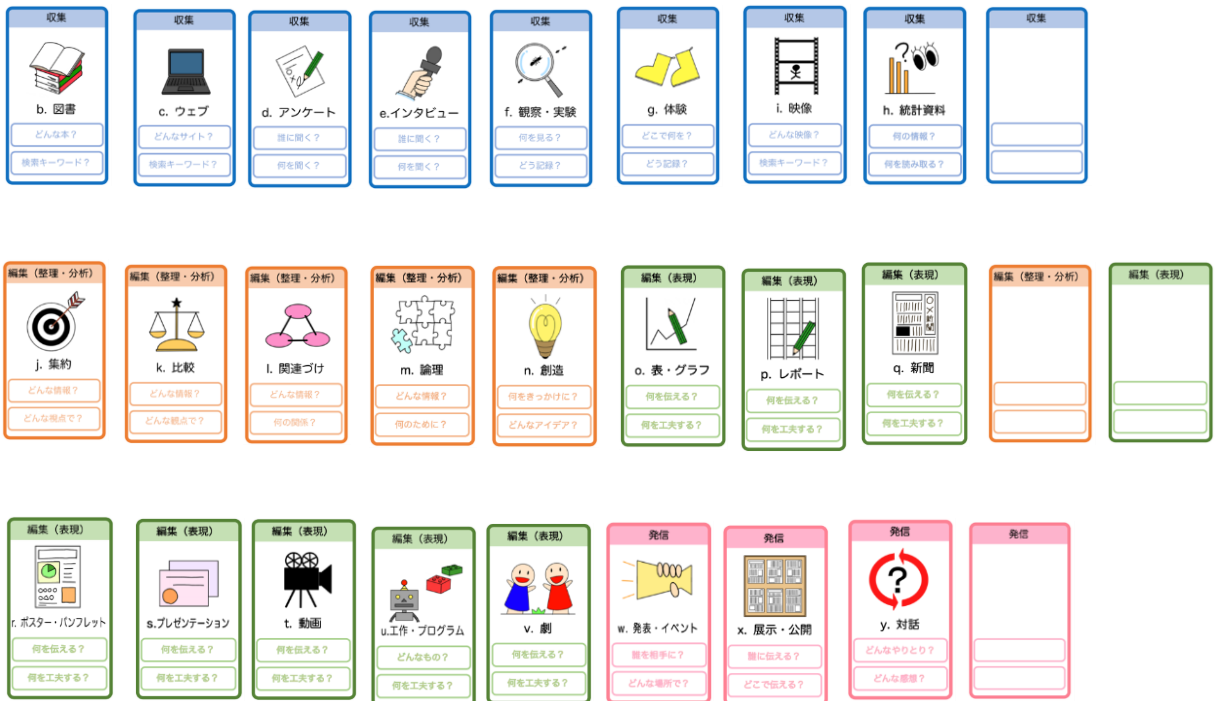 収集
b. 図書
どんな本？
検索キーワード？
収集
c. ウェブ
どんなサイト？
検索キーワード？
収集
d. アンケート
誰に聞く？
何を聞く？
収集
e.インタビュー
誰に聞く？
何を聞く？
収集
f. 観察・実験
何を見る？
どう記録？
収集
g. 体験
どこで何を？
どう記録？
収集
i. 映像
どんな映像？
検索キーワード？
収集
?
h. 統計資料
何の情報？
何を読み取る？
収集
編集（整理・分析）
j. 集約
どんな情報？
どんな視点で？
編集（整理・分析）
k. 比較
どんな情報？
どんな観点で？
編集（整理・分析）
l. 関連づけ
どんな情報？
何の関係？
編集（整理・分析）
m. 論理
どんな情報？
何のために？
編集（整理・分析）
n. 創造
何をきっかけに？
どんなアイデア？
編集（表現）
o. 表・グラフ
何を伝える？
何を工夫する？
編集（表現）
p. レポート
何を伝える？
何を工夫する？
編集（表現）
〇×新聞
q. 新聞
何を伝える？
何を工夫する？
編集（整理・分析）
編集（表現）
編集（表現）
r. ポスター・パンフレット
何を伝える？
何を工夫する？
編集（表現）
s.プレゼンテーション
何を伝える？
何を工夫する？
編集（表現）
t. 動画
何を伝える？
何を工夫する？
編集（表現）
u.工作・プログラム
どんなもの？
何を工夫する？
編集（表現）
v. 劇
何を伝える？
何を工夫する？
発信
w. 発表・イベント
誰を相手に？
どんな場所で？
発信
x. 展示・公開
誰に伝える？
どこで伝える？
発信
?
y. 対話
どんなやりとり？
どんな感想？
発信